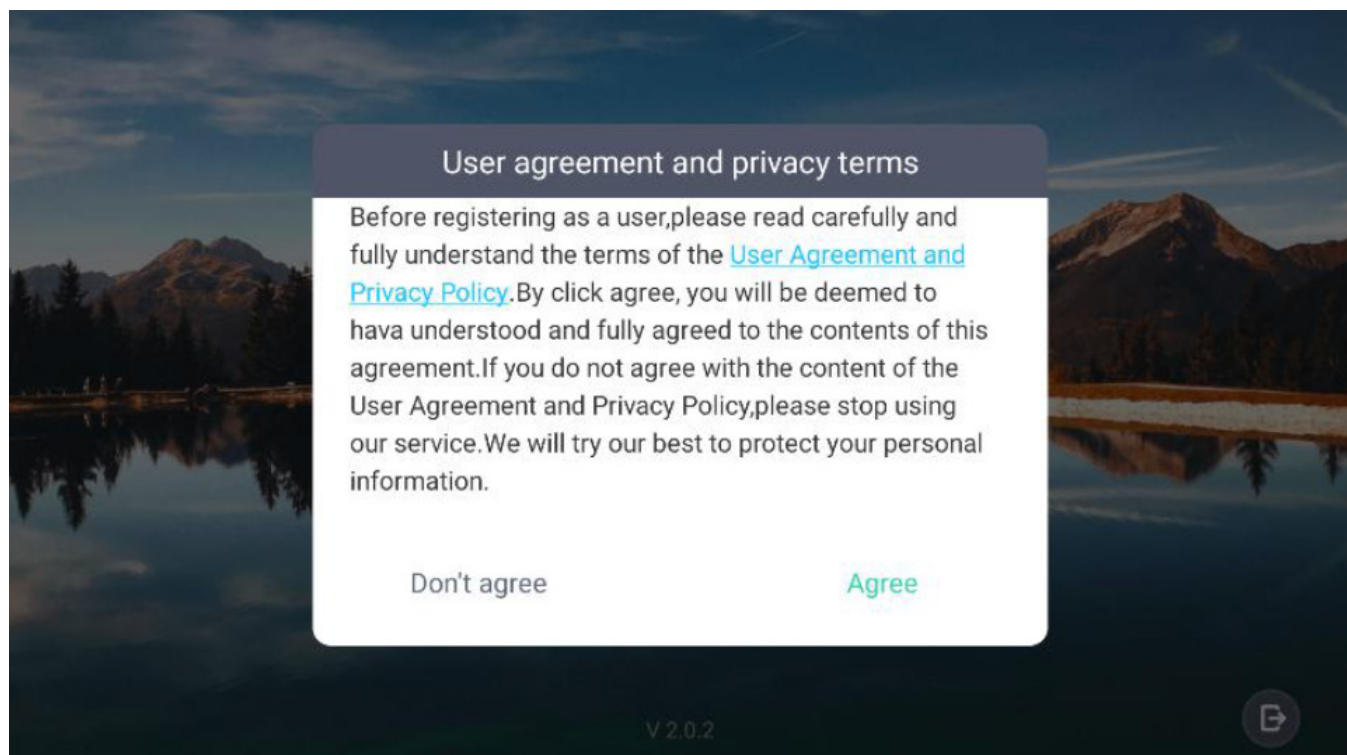 User agreement and privacy terms
Before registering as a user,please read carefully and
fully understand the terms of the User Agreement and
Privacy Policy.By click agree, you will be deemed to
hava understood and fully agreed to the contents of this
agreement.If you do not agree with the content of the
User Agreement and Privacy Policy,please stop using
our service.We will try our best to protect your personal
information.
Don't agree
Agree
V 2.0.2